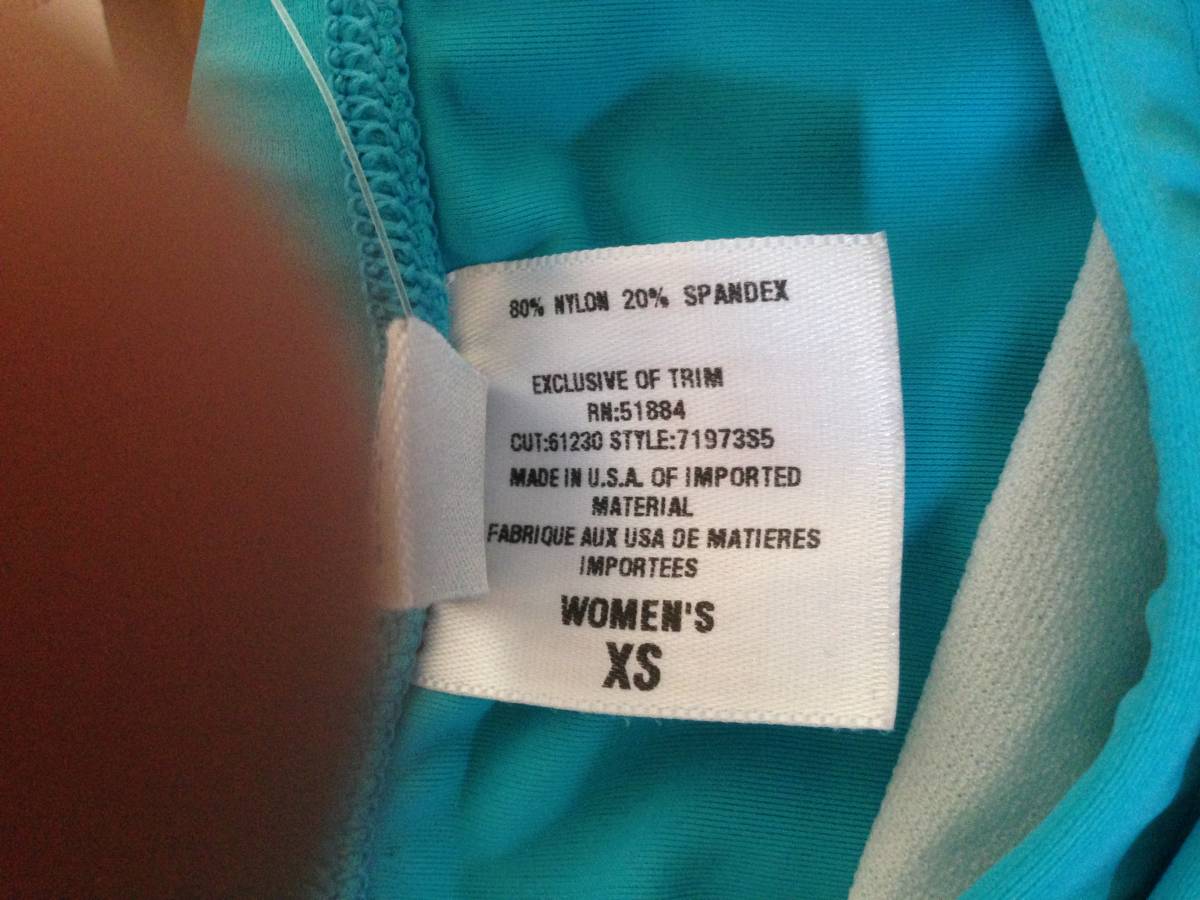 80% NYLON 20% SPANDEX
EXCLUSIVE OF TRIM
RN:51884
CUT:61230 STYLE:71973S5
MADE IN U.S.A. OF IMPORTED
MATERIAL
FABRIQUE AUX USA DE MATIERES
IMPORTEES
WOMEN'S
XS